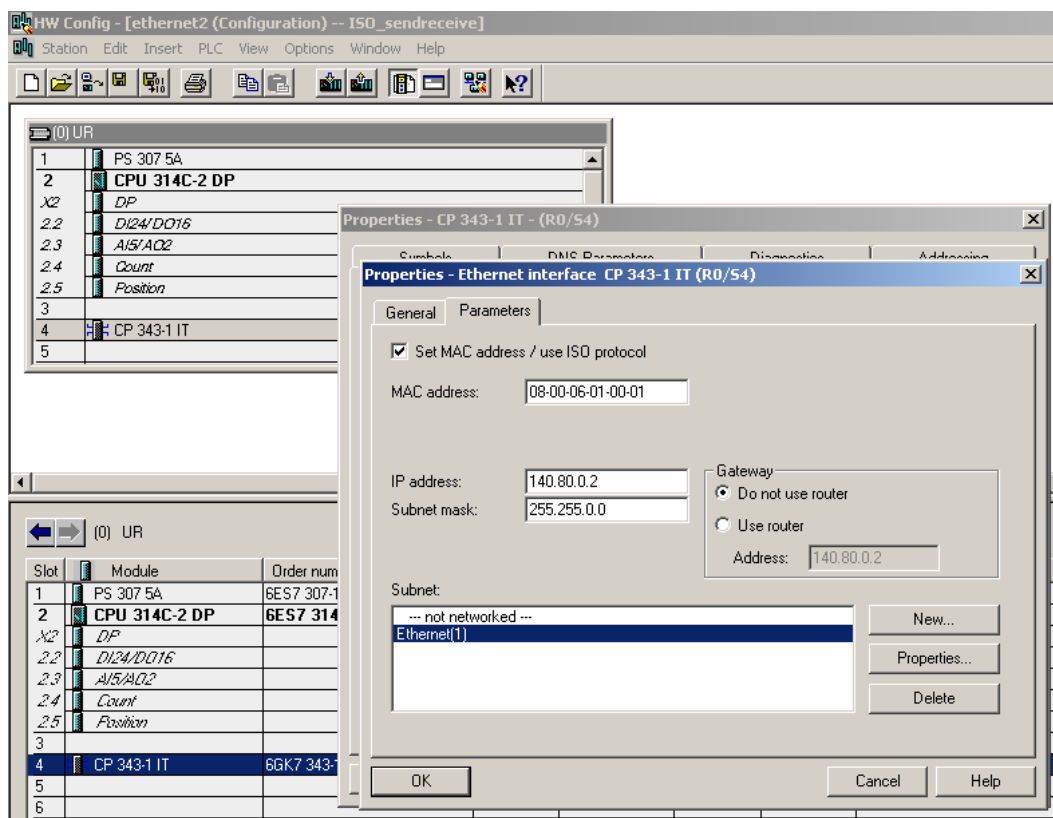 HW Config - [ethernet2 (Configuration) -- ISO_sendreceive]
Station Edit Insert PLC View Options Window Help
(0) UR
1 PS 307 5A
2 CPU 314C-2 DP
X2 DP
2.2 DI24/DO16
2.3 AI5/AO2
2.4 Count
2.5 Position
3
4 CP 343-1 IT
5
Properties - CP 343-1 IT - (R0/S4)
Symbols DNS Parameters Diagnostics Addressing
Properties - Ethernet interface CP 343-1 IT (R0/S4)
General Parameters
Set MAC address / use ISO protocol
MAC address: 08-00-06-01-00-01
IP address: 140.80.0.2
Subnet mask: 255.255.0.0
Gateway
Do not use router
Use router
Address: 140.80.0.2
Subnet:
--- not networked ---
Ethernet(1)
New...
Properties...
Delete
OK Cancel Help
(0) UR
Slot Module Order num
1 PS 307 5A 6ES7 307-1
2 CPU 314C-2 DP 6ES7 314
X2 DP
2.2 DI24/DO16
2.3 AI5/AO2
2.4 Count
2.5 Position
3
4 CP 343-1 IT 6GK7 343-1
5
6